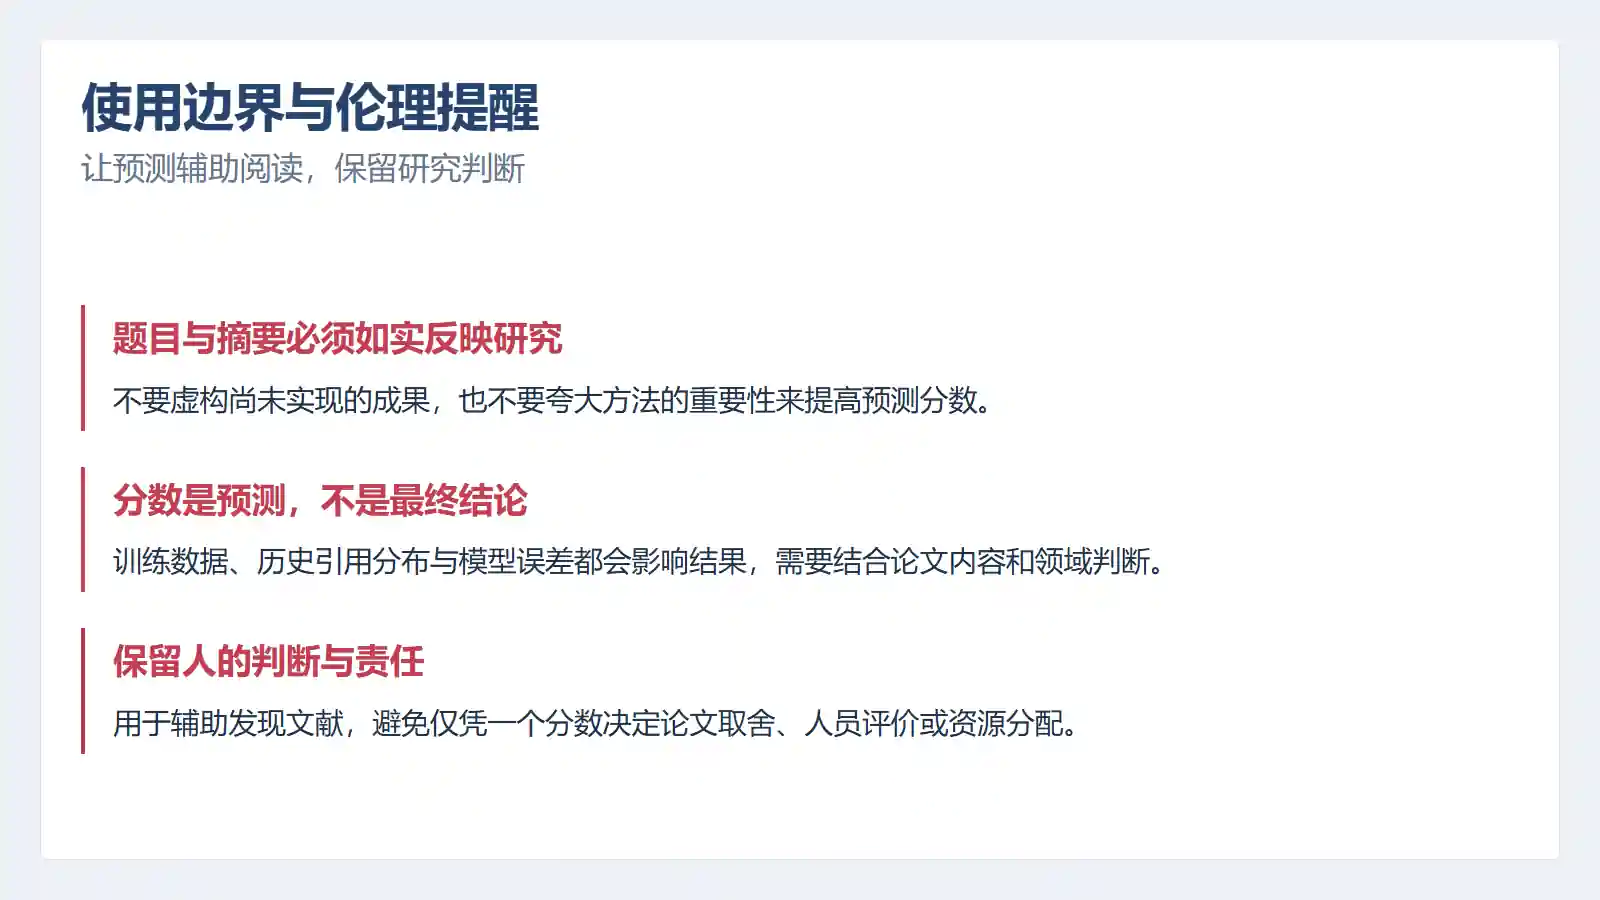 使用边界与伦理提醒
让预测辅助阅读，保留研究判断
题目与摘要必须如实反映研究
不要虚构尚未实现的成果，也不要夸大方法的重要性来提高预测分数。
分数是预测，不是最终结论
训练数据、历史引用分布与模型误差都会影响结果，需要结合论文内容和领域判断。
保留人的判断与责任
用于辅助发现文献，避免仅凭一个分数决定论文取舍、人员评价或资源分配。